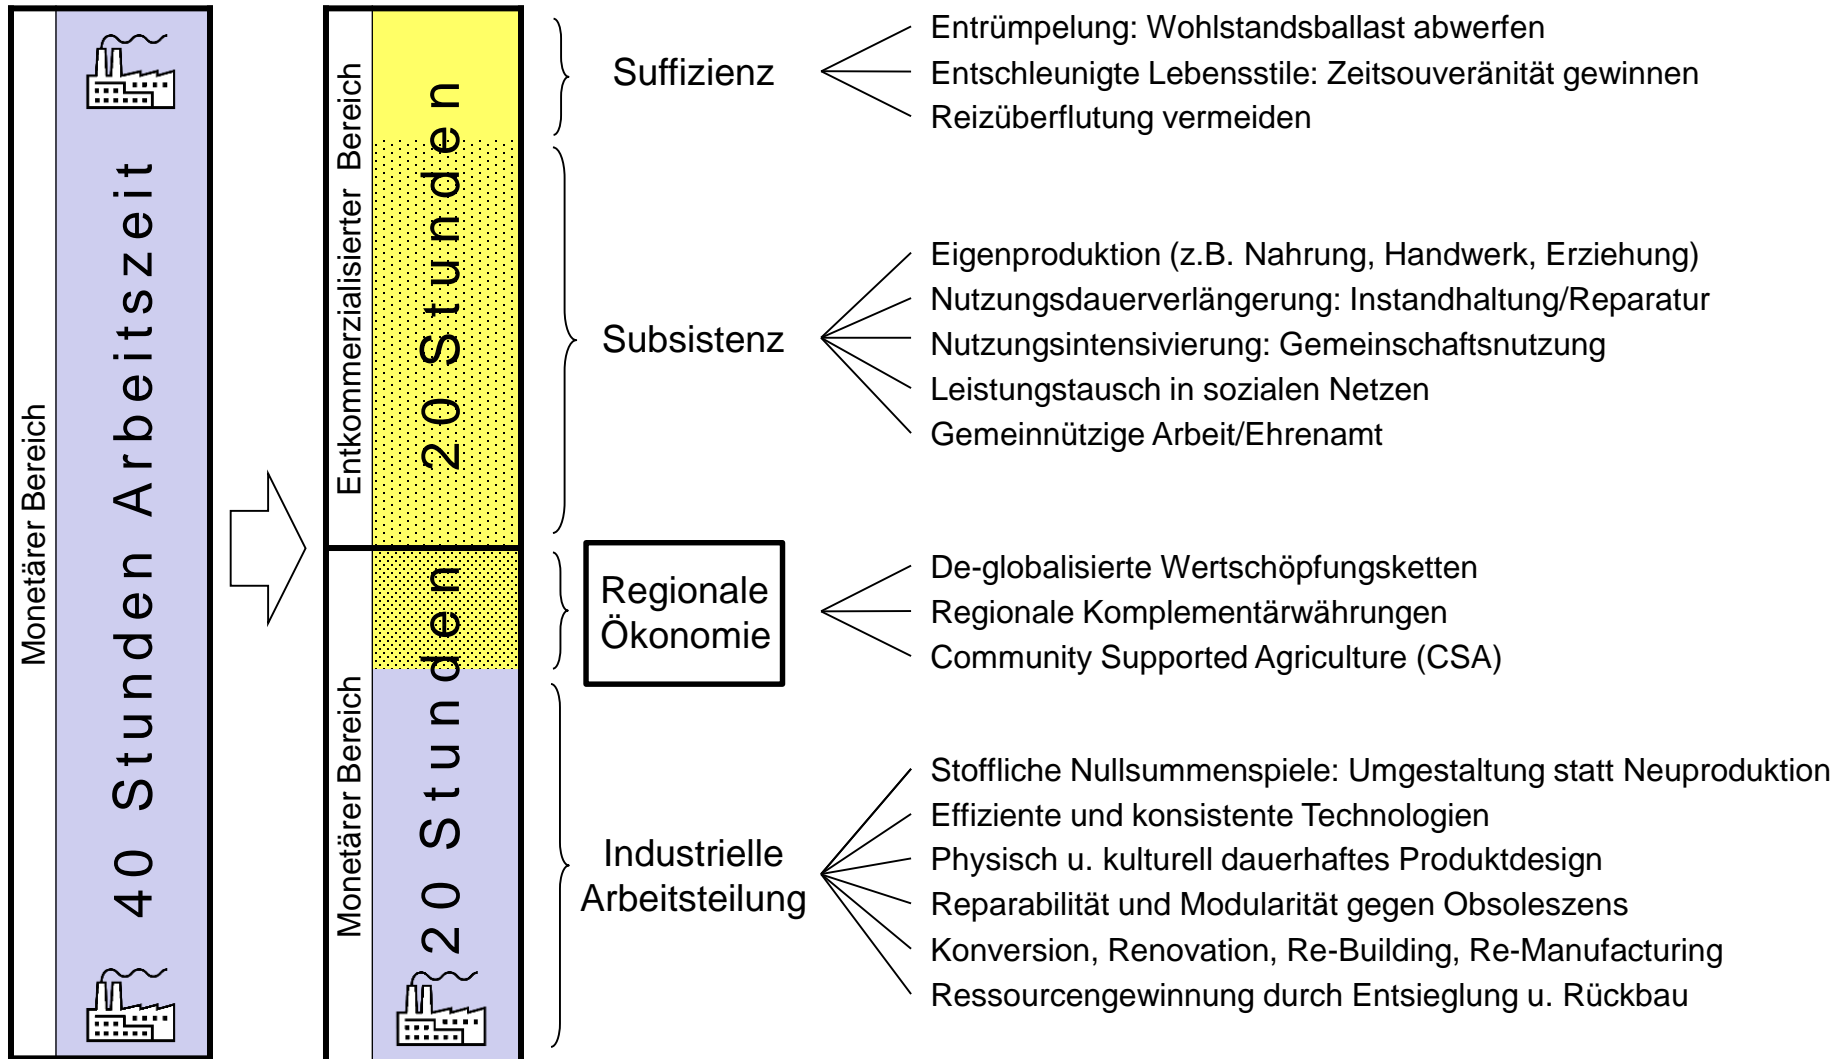 Monetärer Bereich
40 Stunden Arbeitszeit
Entkommerzialisierter Bereich
20 Stunden
Monetärer Bereich
20 Stunden
Suffizienz
Entrümpelung: Wohlstandsballast abwerfen
Entschleunigte Lebensstile: Zeitsouveränität gewinnen
Reizüberflutung vermeiden
Subsistenz
Eigenproduktion (z.B. Nahrung, Handwerk, Erziehung)
Nutzungsdauerverlängerung: Instandhaltung/Reparatur
Nutzungsintensivierung: Gemeinschaftsnutzung
Leistungstausch in sozialen Netzen
Gemeinnützige Arbeit/Ehrenamt
Regionale
Ökonomie
De-globalisierte Wertschöpfungsketten
Regionale Komplementärwährungen
Community Supported Agriculture (CSA)
Industrielle
Arbeitsteilung
Stoffliche Nullsummenspiele: Umgestaltung statt Neuproduktion
Effiziente und konsistente Technologien
Physisch u. kulturell dauerhaftes Produktdesign
Reparabilität und Modularität gegen Obsoleszens
Konversion, Renovation, Re-Building, Re-Manufacturing
Ressourcengewinnung durch Entsieglung u. Rückbau